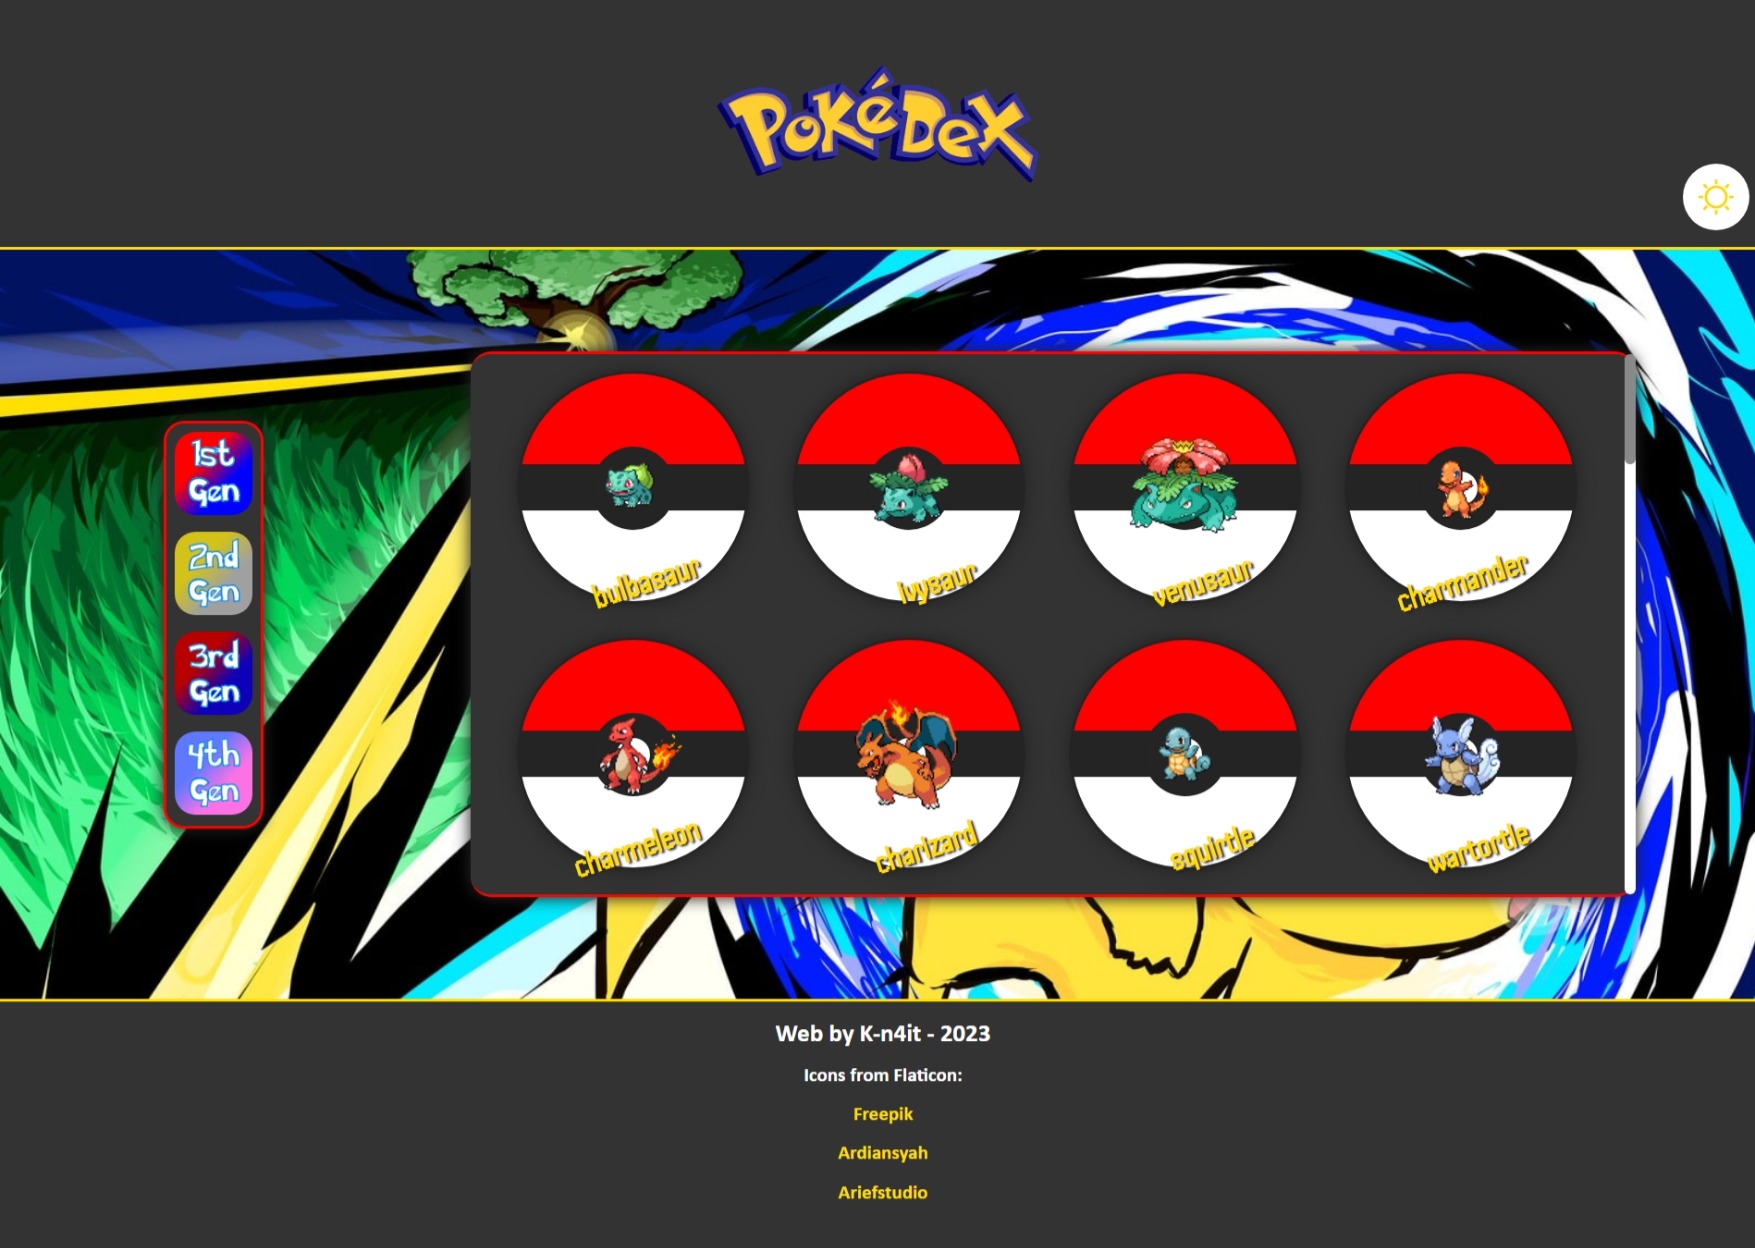 PokéDex
1st
Gen
2nd
Gen
3rd
Gen
4th
Gen
bulbasaur
ivysaur
venusaur
charmander
charmeleon
charizard
squirtle
wartortle
Web by K-n4it - 2023
Icons from Flaticon:
Freepik
Ardiansyah
Ariefstudio